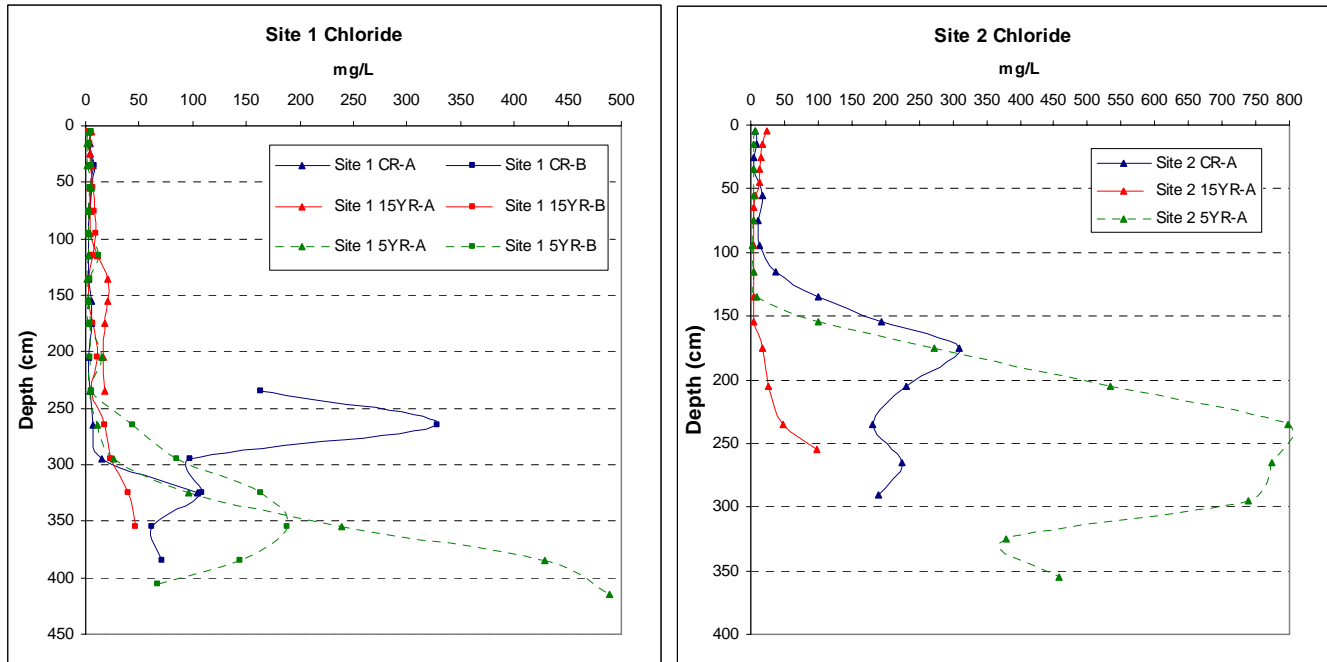 Site 1 Chloride
mg/L
0 50 100 150 200 250 300 350 400 450 500
0
50
100
150
200
250
300
350
400
450
Depth (cm)
Site 1 CR-A Site 1 CR-B
Site 1 15YR-A Site 1 15YR-B
Site 1 5YR-A Site 1 5YR-B
Site 2 Chloride
mg/L
0 50 100 150 200 250 300 350 400 450 500 550 600 650 700 750 800
0
50
100
150
200
250
300
350
400
Depth (cm)
Site 2 CR-A
Site 2 15YR-A
Site 2 5YR-A